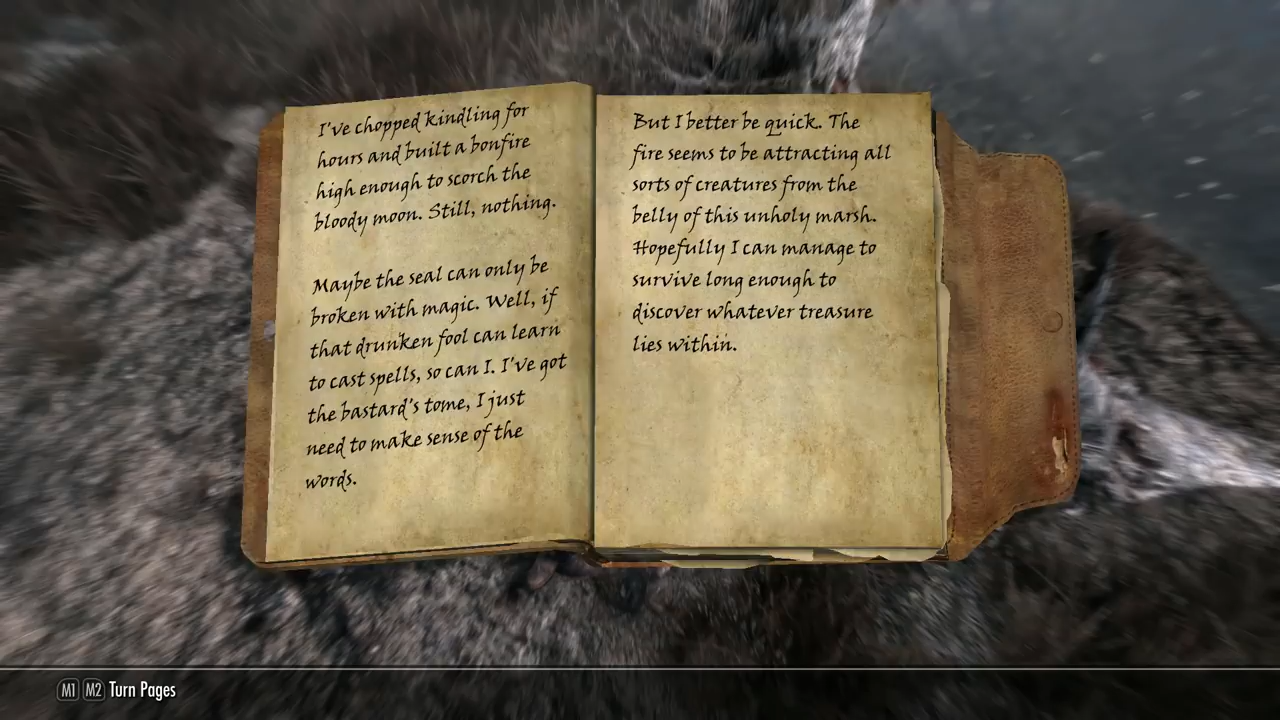 I've chopped kindling for
hours and built a bonfire
high enough to scorch the
bloody moon. Still, nothing.
Maybe the seal can only be
broken with magic. Well, if
that drunken fool can learn
to cast spells, so can I. I've got
the bastard's tome, I just
need to make sense of the
words.
But I better be quick. The
fire seems to be attracting all
sorts of creatures from the
belly of this unholy marsh.
Hopefully I can manage to
survive long enough to
discover whatever treasure
lies within.
M1 M2 Turn Pages